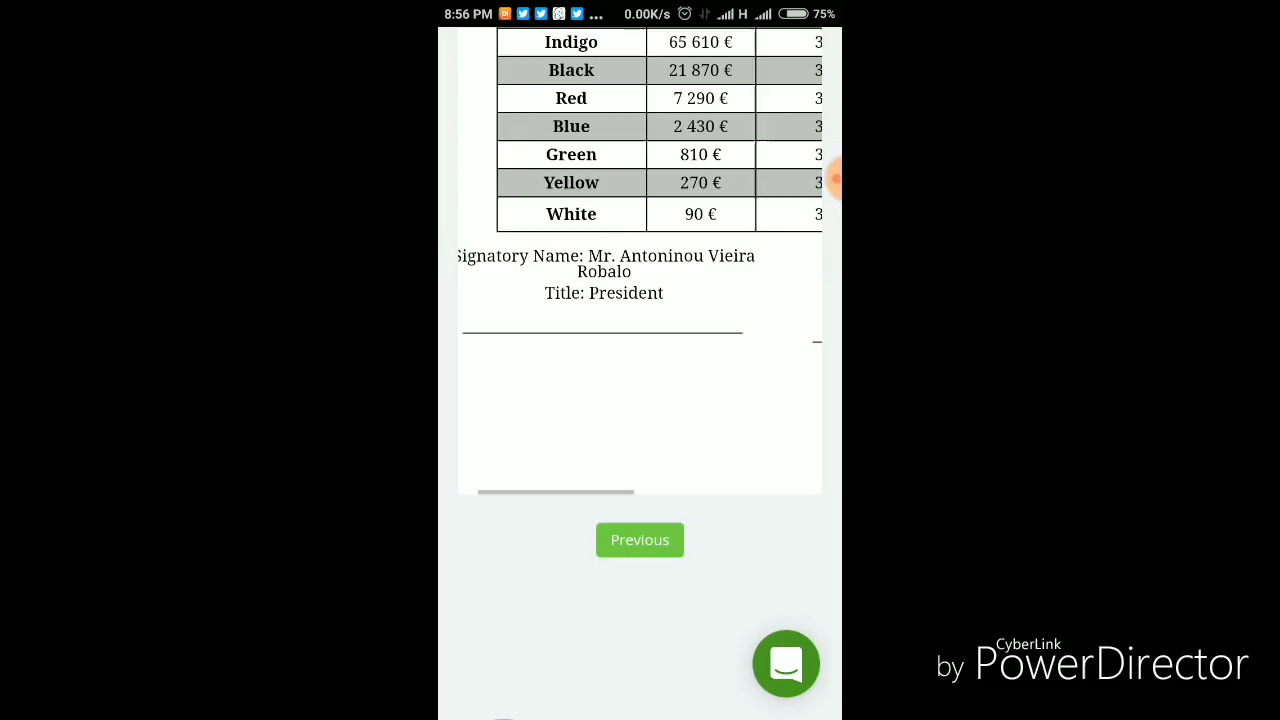 8:56 PM ... 0.00K/s H 75%
Indigo 65 610 € 3
Black 21 870 € 3
Red 7 290 € 3
Blue 2 430 € 3
Green 810 € 3
Yellow 270 € 3
White 90 € 3
Signatory Name: Mr. Antoninou Vieira
Robalo
Title: President
Previous
CyberLink
by PowerDirector